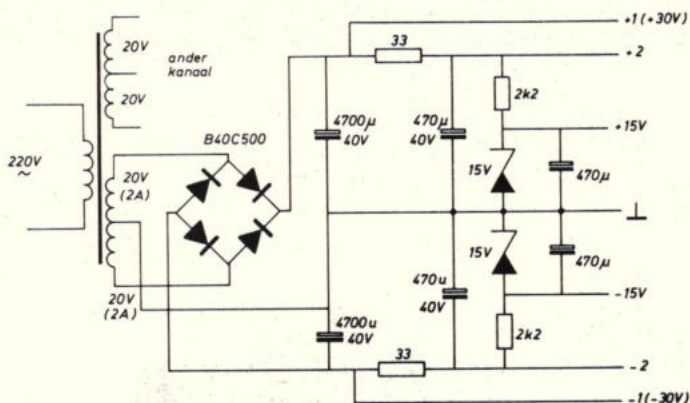 +1 (+30V)
33
+2
20V
ander
kanaal
20V
2k2
4700µ
40V
470µ
40V
+15V
B40C500
220V
~
20V
(2A)
15V
470µ
15V
470µ
20V
(2A)
4700u
40V
470u
40V
-15V
2k2
33
-2
-1(-30V)